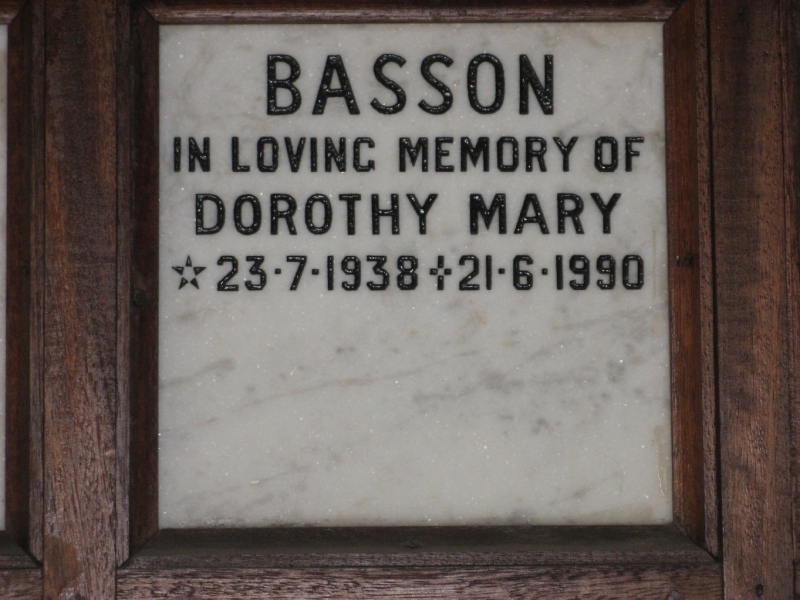 BASSON
IN LOVING MEMORY OF
DOROTHY MARY
☆23·7·1938✢21·6·1990